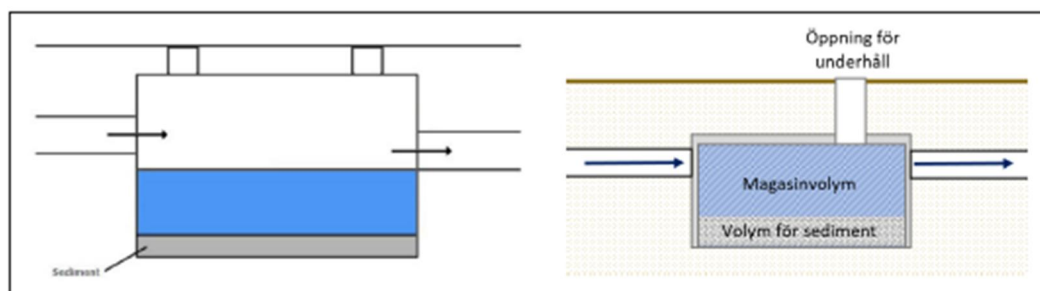 Sediment
Öppning för
underhåll
Magasinvolym
Volym för sediment